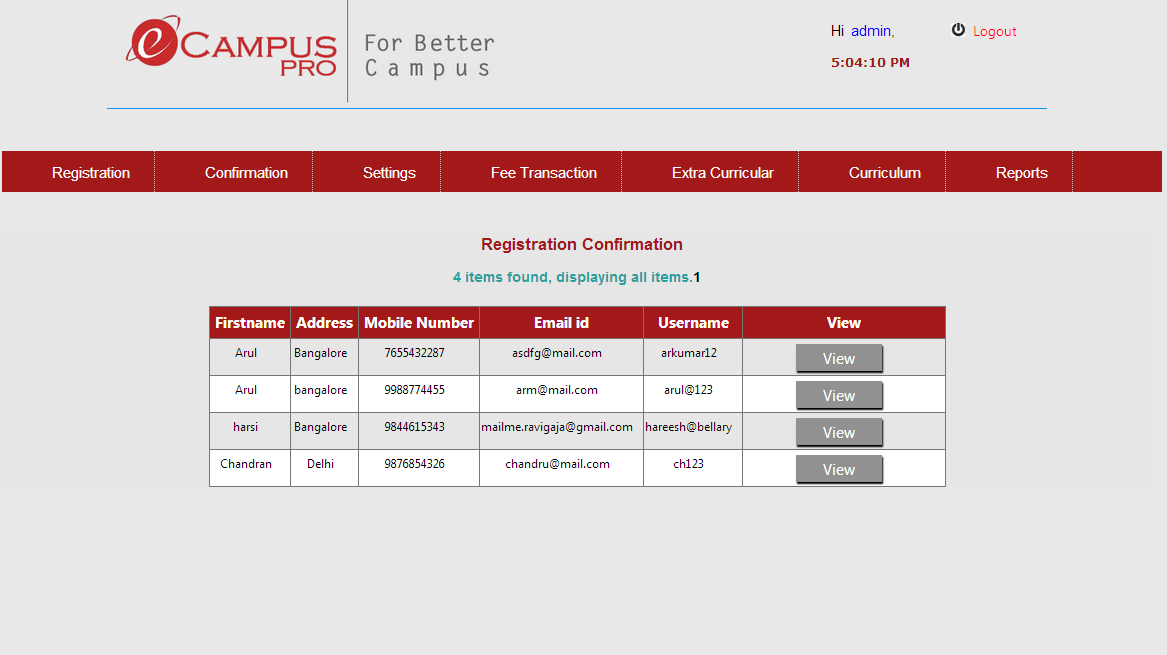 eCAMPUS PRO
For Better
Campus
Hi admin,
Logout
5:04:10 PM
Registration Confirmation Settings Fee Transaction Extra Curricular Curriculum Reports
Registration Confirmation
4 items found, displaying all items.1
Firstname Address Mobile Number Email id Username View
Arul Bangalore 7655432287 asdfg@mail.com arkumar12 View
Arul bangalore 9988774455 arm@mail.com arul@123 View
harsi Bangalore 9844615343 mailme.ravigaja@gmail.com hareesh@bellary View
Chandran Delhi 9876854326 chandru@mail.com ch123 View